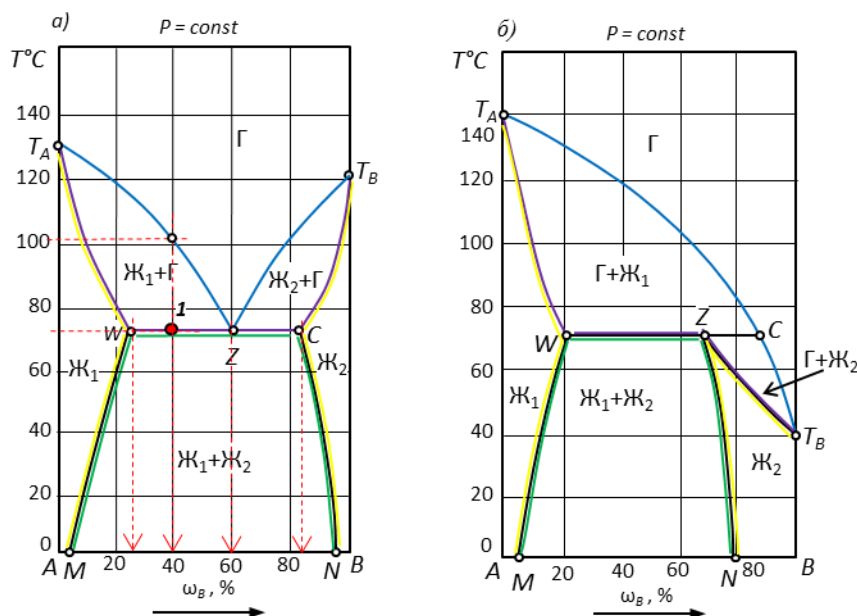 а)
P = const
T°C
140
T_A
120
100
80
60
40
20
0
Г
T_B
Ж₁+Г
Ж₂+Г
1
W
Z
C
Ж₁
Ж₂
Ж₁+Ж₂
A M 20 40 60 80 N B
ω_B , %
б)
P = const
T°C
T_A
140
120
100
80
60
40
20
0
Г
Г+Ж₁
W
Z
C
Г+Ж₂
Ж₁
Ж₁+Ж₂
T_B
Ж₂
A M 20 40 60 N 80 B
ω_B , %